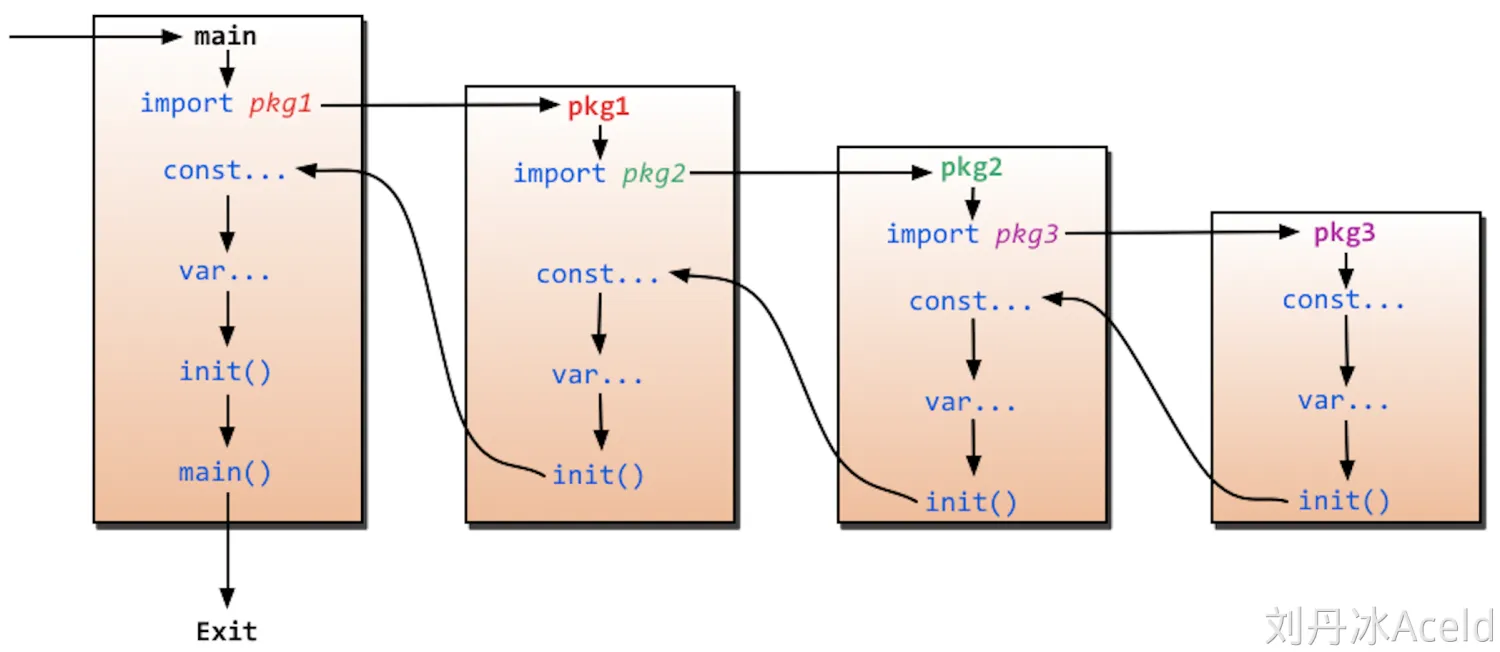 main
import pkg1
const...
var...
init()
main()
Exit
pkg1
import pkg2
const...
var...
init()
pkg2
import pkg3
const...
var...
init()
pkg3
const...
var...
init()
刘丹冰Aceld